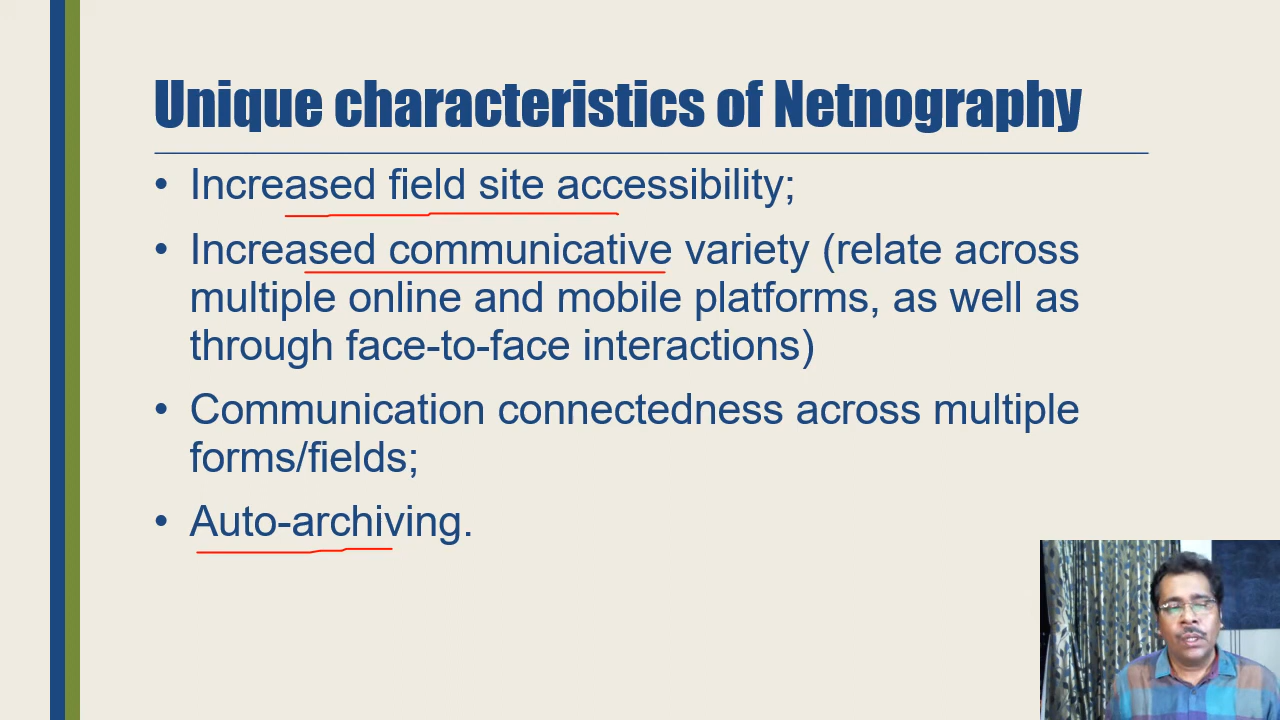 Unique characteristics of Netnography
• Increased field site accessibility;
• Increased communicative variety (relate across
multiple online and mobile platforms, as well as
through face-to-face interactions)
• Communication connectedness across multiple
forms/fields;
• Auto-archiving.